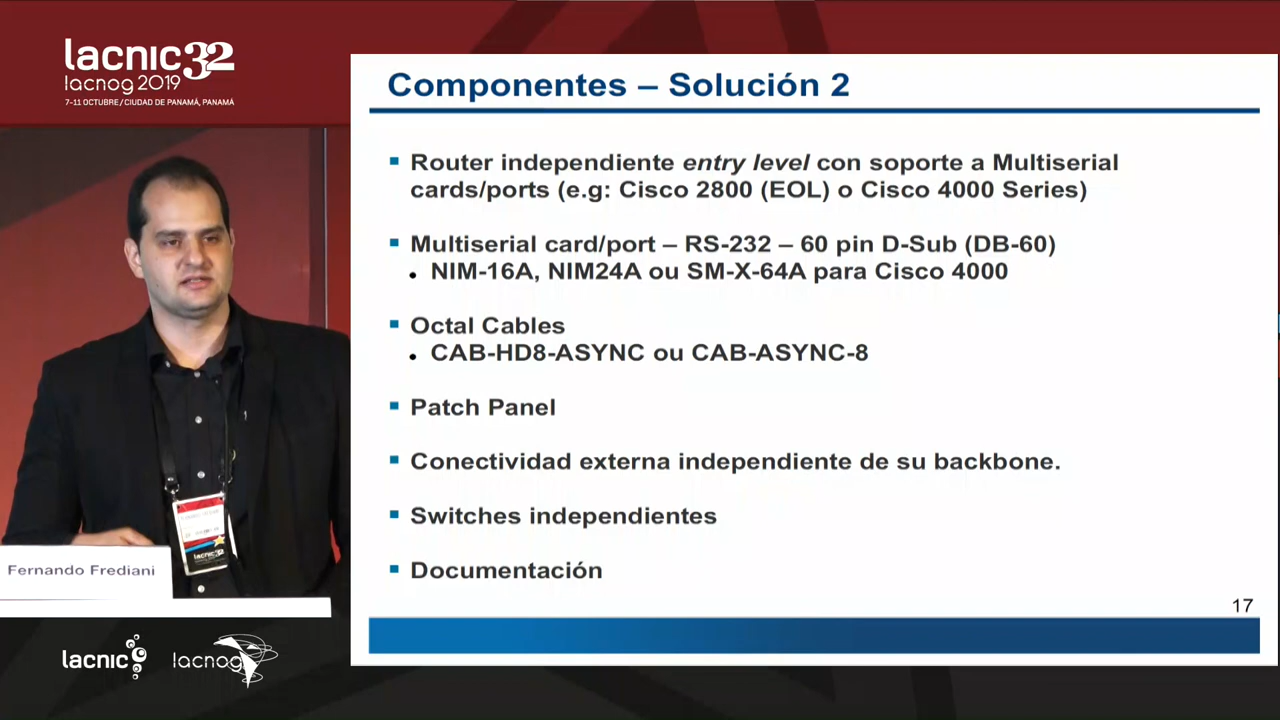 lacnic32
lacnog 2019
7-11 OCTUBRE / CIUDAD DE PANAMÁ, PANAMÁ
Componentes – Solución 2
▪ Router independiente entry level con soporte a Multiserial
cards/ports (e.g: Cisco 2800 (EOL) o Cisco 4000 Series)
▪ Multiserial card/port – RS-232 – 60 pin D-Sub (DB-60)
• NIM-16A, NIM24A ou SM-X-64A para Cisco 4000
▪ Octal Cables
• CAB-HD8-ASYNC ou CAB-ASYNC-8
▪ Patch Panel
▪ Conectividad externa independiente de su backbone.
▪ Switches independientes
▪ Documentación
17
Fernando Frediani
lacnic32
lacnic
lacnog